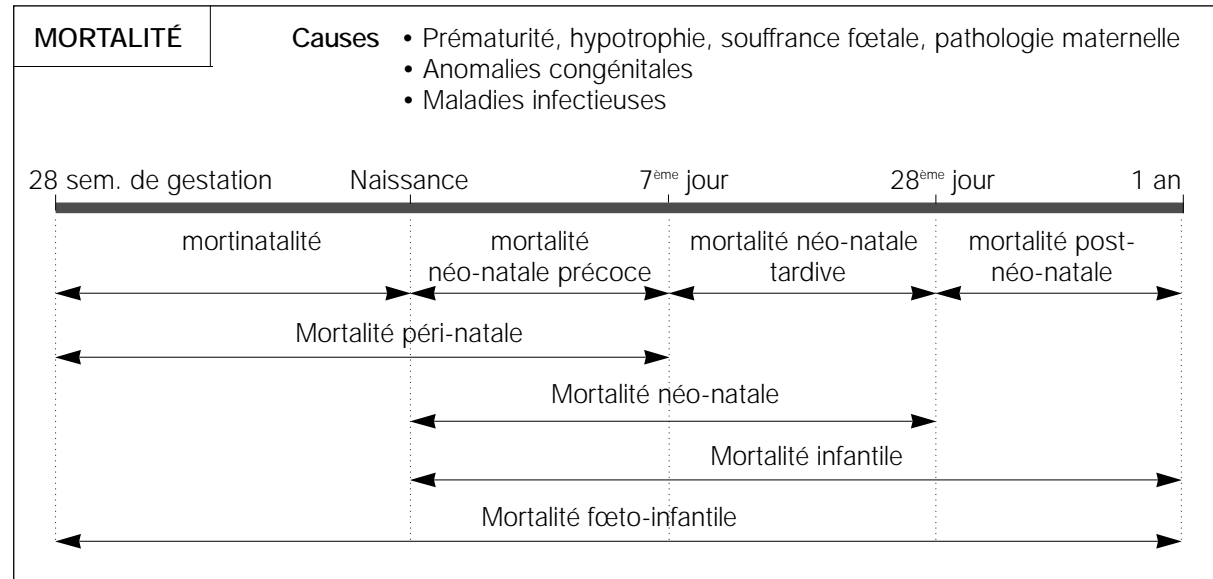 MORTALITÉ
Causes • Prématurité, hypotrophie, souffrance fœtale, pathologie maternelle
• Anomalies congénitales
• Maladies infectieuses
28 sem. de gestation Naissance 7ème jour 28ème jour 1 an
mortinatalité mortalité mortalité néo-natale mortalité post-
néo-natale précoce tardive néo-natale
Mortalité péri-natale
Mortalité néo-natale
Mortalité infantile
Mortalité fœto-infantile